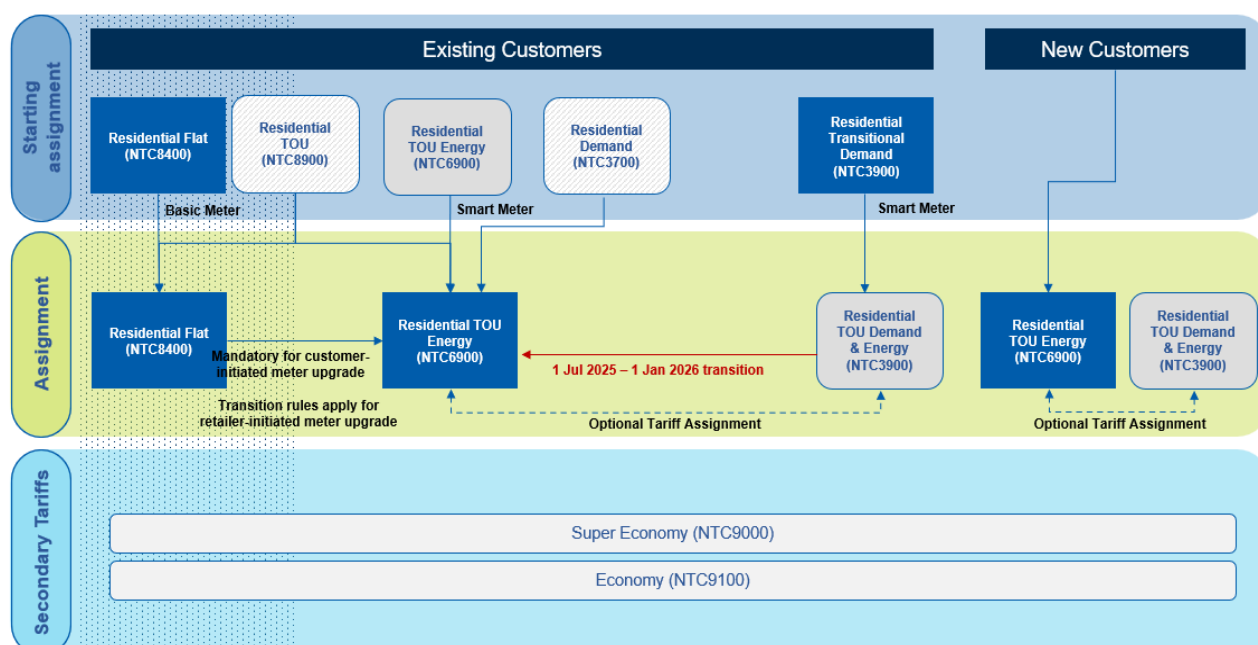 Starting
assignment
Existing Customers
New Customers
Residential Flat
(NTC8400)
Residential
TOU
(NTC8900)
Residential
TOU Energy
(NTC6900)
Residential
Demand
(NTC3700)
Residential
Transitional
Demand
(NTC3900)
Basic Meter
Smart Meter
Smart Meter
Assignment
Residential Flat
(NTC8400)
Mandatory for customer-
initiated meter upgrade
Transition rules apply for
retailer-initiated meter upgrade
Residential TOU
Energy
(NTC6900)
1 Jul 2025 – 1 Jan 2026 transition
Optional Tariff Assignment
Residential
TOU Demand
& Energy
(NTC3900)
Residential
TOU Energy
(NTC6900)
Residential
TOU Demand
& Energy
(NTC3900)
Optional Tariff Assignment
Secondary Tariffs
Super Economy (NTC9000)
Economy (NTC9100)